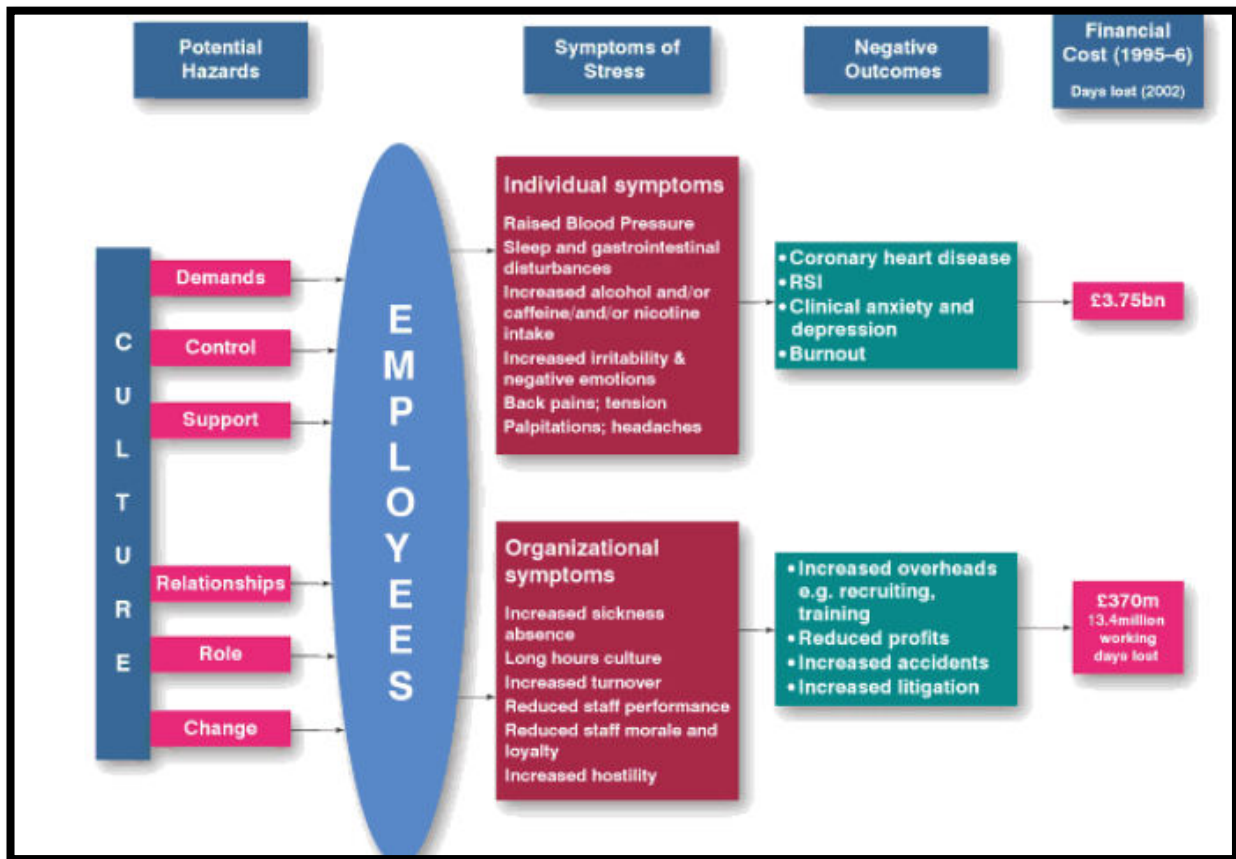 Potential
Hazards
Symptoms of
Stress
Negative
Outcomes
Financial
Cost (1995–6)
Days lost (2002)
CULTURE
Demands
Control
Support
Relationships
Role
Change
EMPLOYEES
Individual symptoms
Raised Blood Pressure
Sleep and gastrointestinal
disturbances
Increased alcohol and/or
caffeine/and/or nicotine
intake
Increased irritability &
negative emotions
Back pains; tension
Palpitations; headaches
• Coronary heart disease
• RSI
• Clinical anxiety and
depression
• Burnout
£3.75bn
Organizational
symptoms
Increased sickness
absence
Long hours culture
Increased turnover
Reduced staff performance
Reduced staff morale and
loyalty
Increased hostility
• Increased overheads
e.g. recruiting,
training
• Reduced profits
• Increased accidents
• Increased litigation
£370m
13.4million
working
days lost